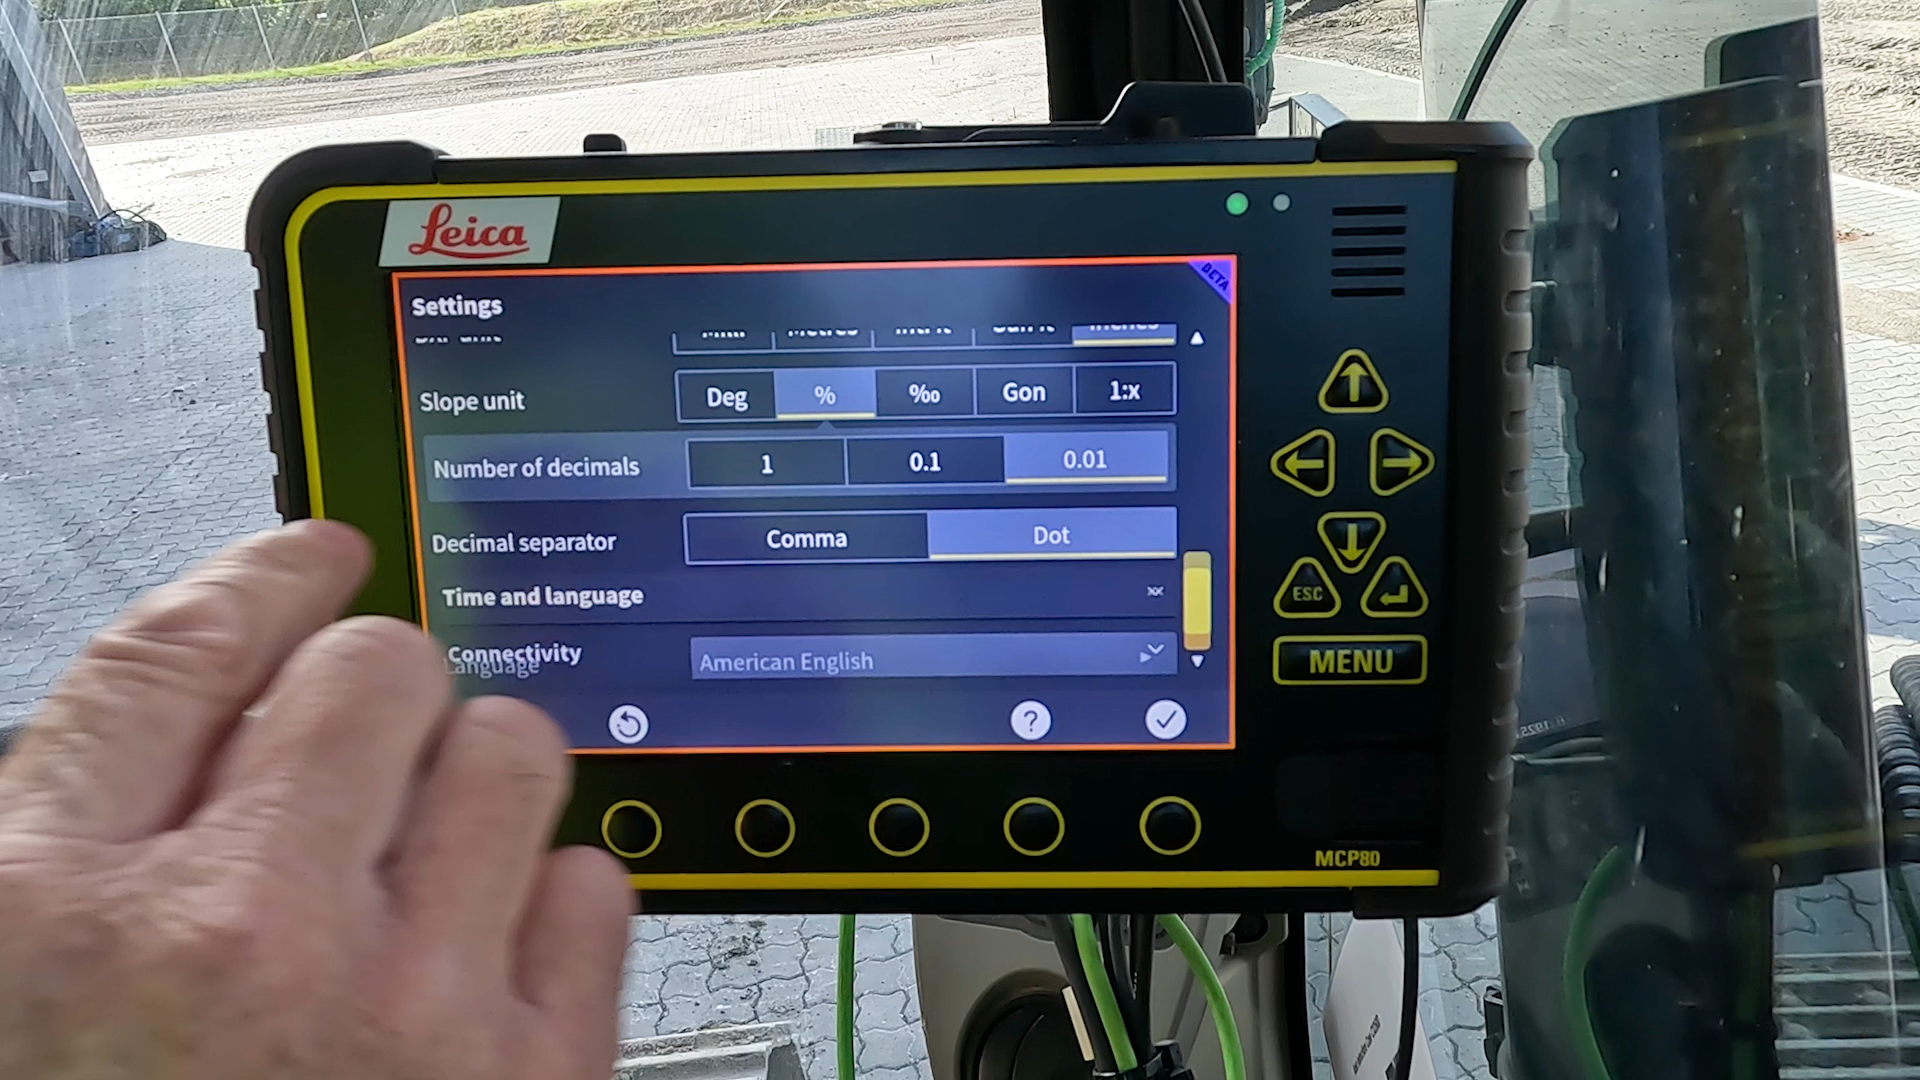 Leica
BETA
Settings
Slope unit Deg % ‰ Gon 1:x
Number of decimals 1 0.1 0.01
Decimal separator Comma Dot
Time and language
Connectivity
Language American English
?
ESC
MENU
MCP80